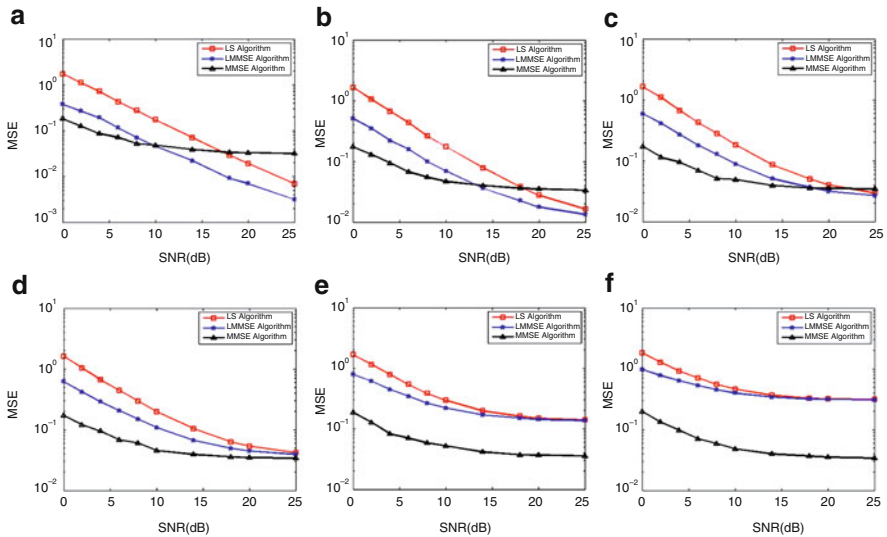 a
10^1
10^0
10^-1
10^-2
10^-3
MSE
0 5 10 15 20 25
SNR(dB)
LS Algorithm
LMMSE Algorithm
MMSE Algorithm
b
10^1
10^0
10^-1
10^-2
MSE
0 5 10 15 20 25
SNR(dB)
LS Algorithm
LMMSE Algorithm
MMSE Algorithm
c
10^1
10^0
10^-1
10^-2
MSE
0 5 10 15 20 25
SNR(dB)
LS Algorithm
LMMSE Algorithm
MMSE Algorithm
d
10^1
10^0
10^-1
10^-2
MSE
0 5 10 15 20 25
SNR(dB)
LS Algorithm
LMMSE Algorithm
MMSE Algorithm
e
10^1
10^0
10^-1
10^-2
MSE
0 5 10 15 20 25
SNR(dB)
LS Algorithm
LMMSE Algorithm
MMSE Algorithm
f
10^1
10^0
10^-1
10^-2
MSE
0 5 10 15 20 25
SNR(dB)
LS Algorithm
LMMSE Algorithm
MMSE Algorithm